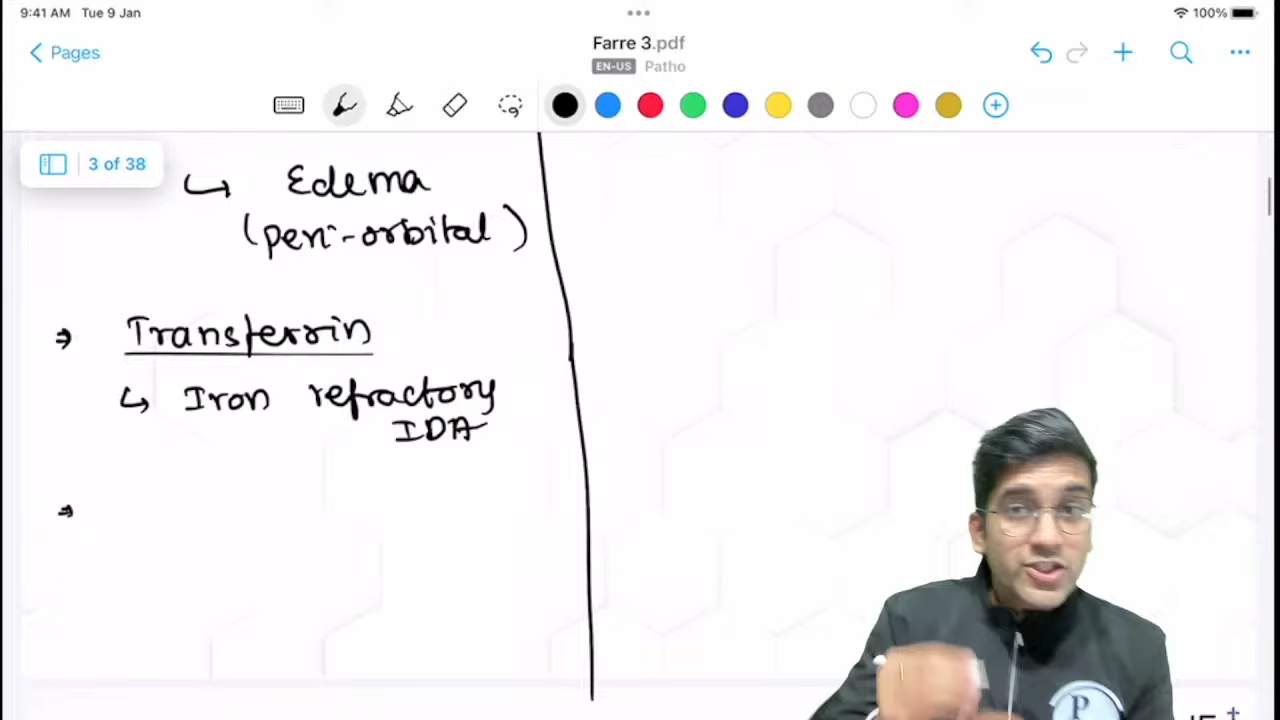 9:41 AM Tue 9 Jan
100%
Pages
Farre 3.pdf
EN-US Patho
3 of 38
↳ Edema
(peri-orbital)
⇒ Transferrin
↳ Iron refractory
IDA
⇒
P